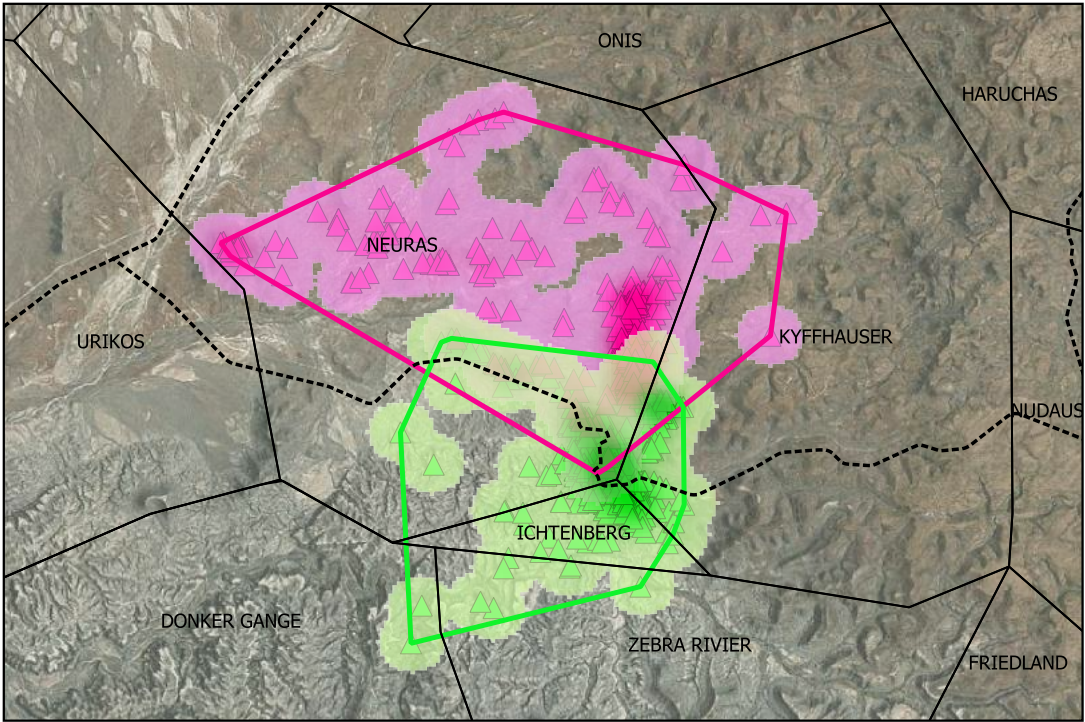 ONIS
HARUCHAS
NEURAS
URIKOS
KYFFHAUSER
NUDAUS
ICHTENBERG
DONKER GANGE
ZEBRA RIVIER
FRIEDLAND